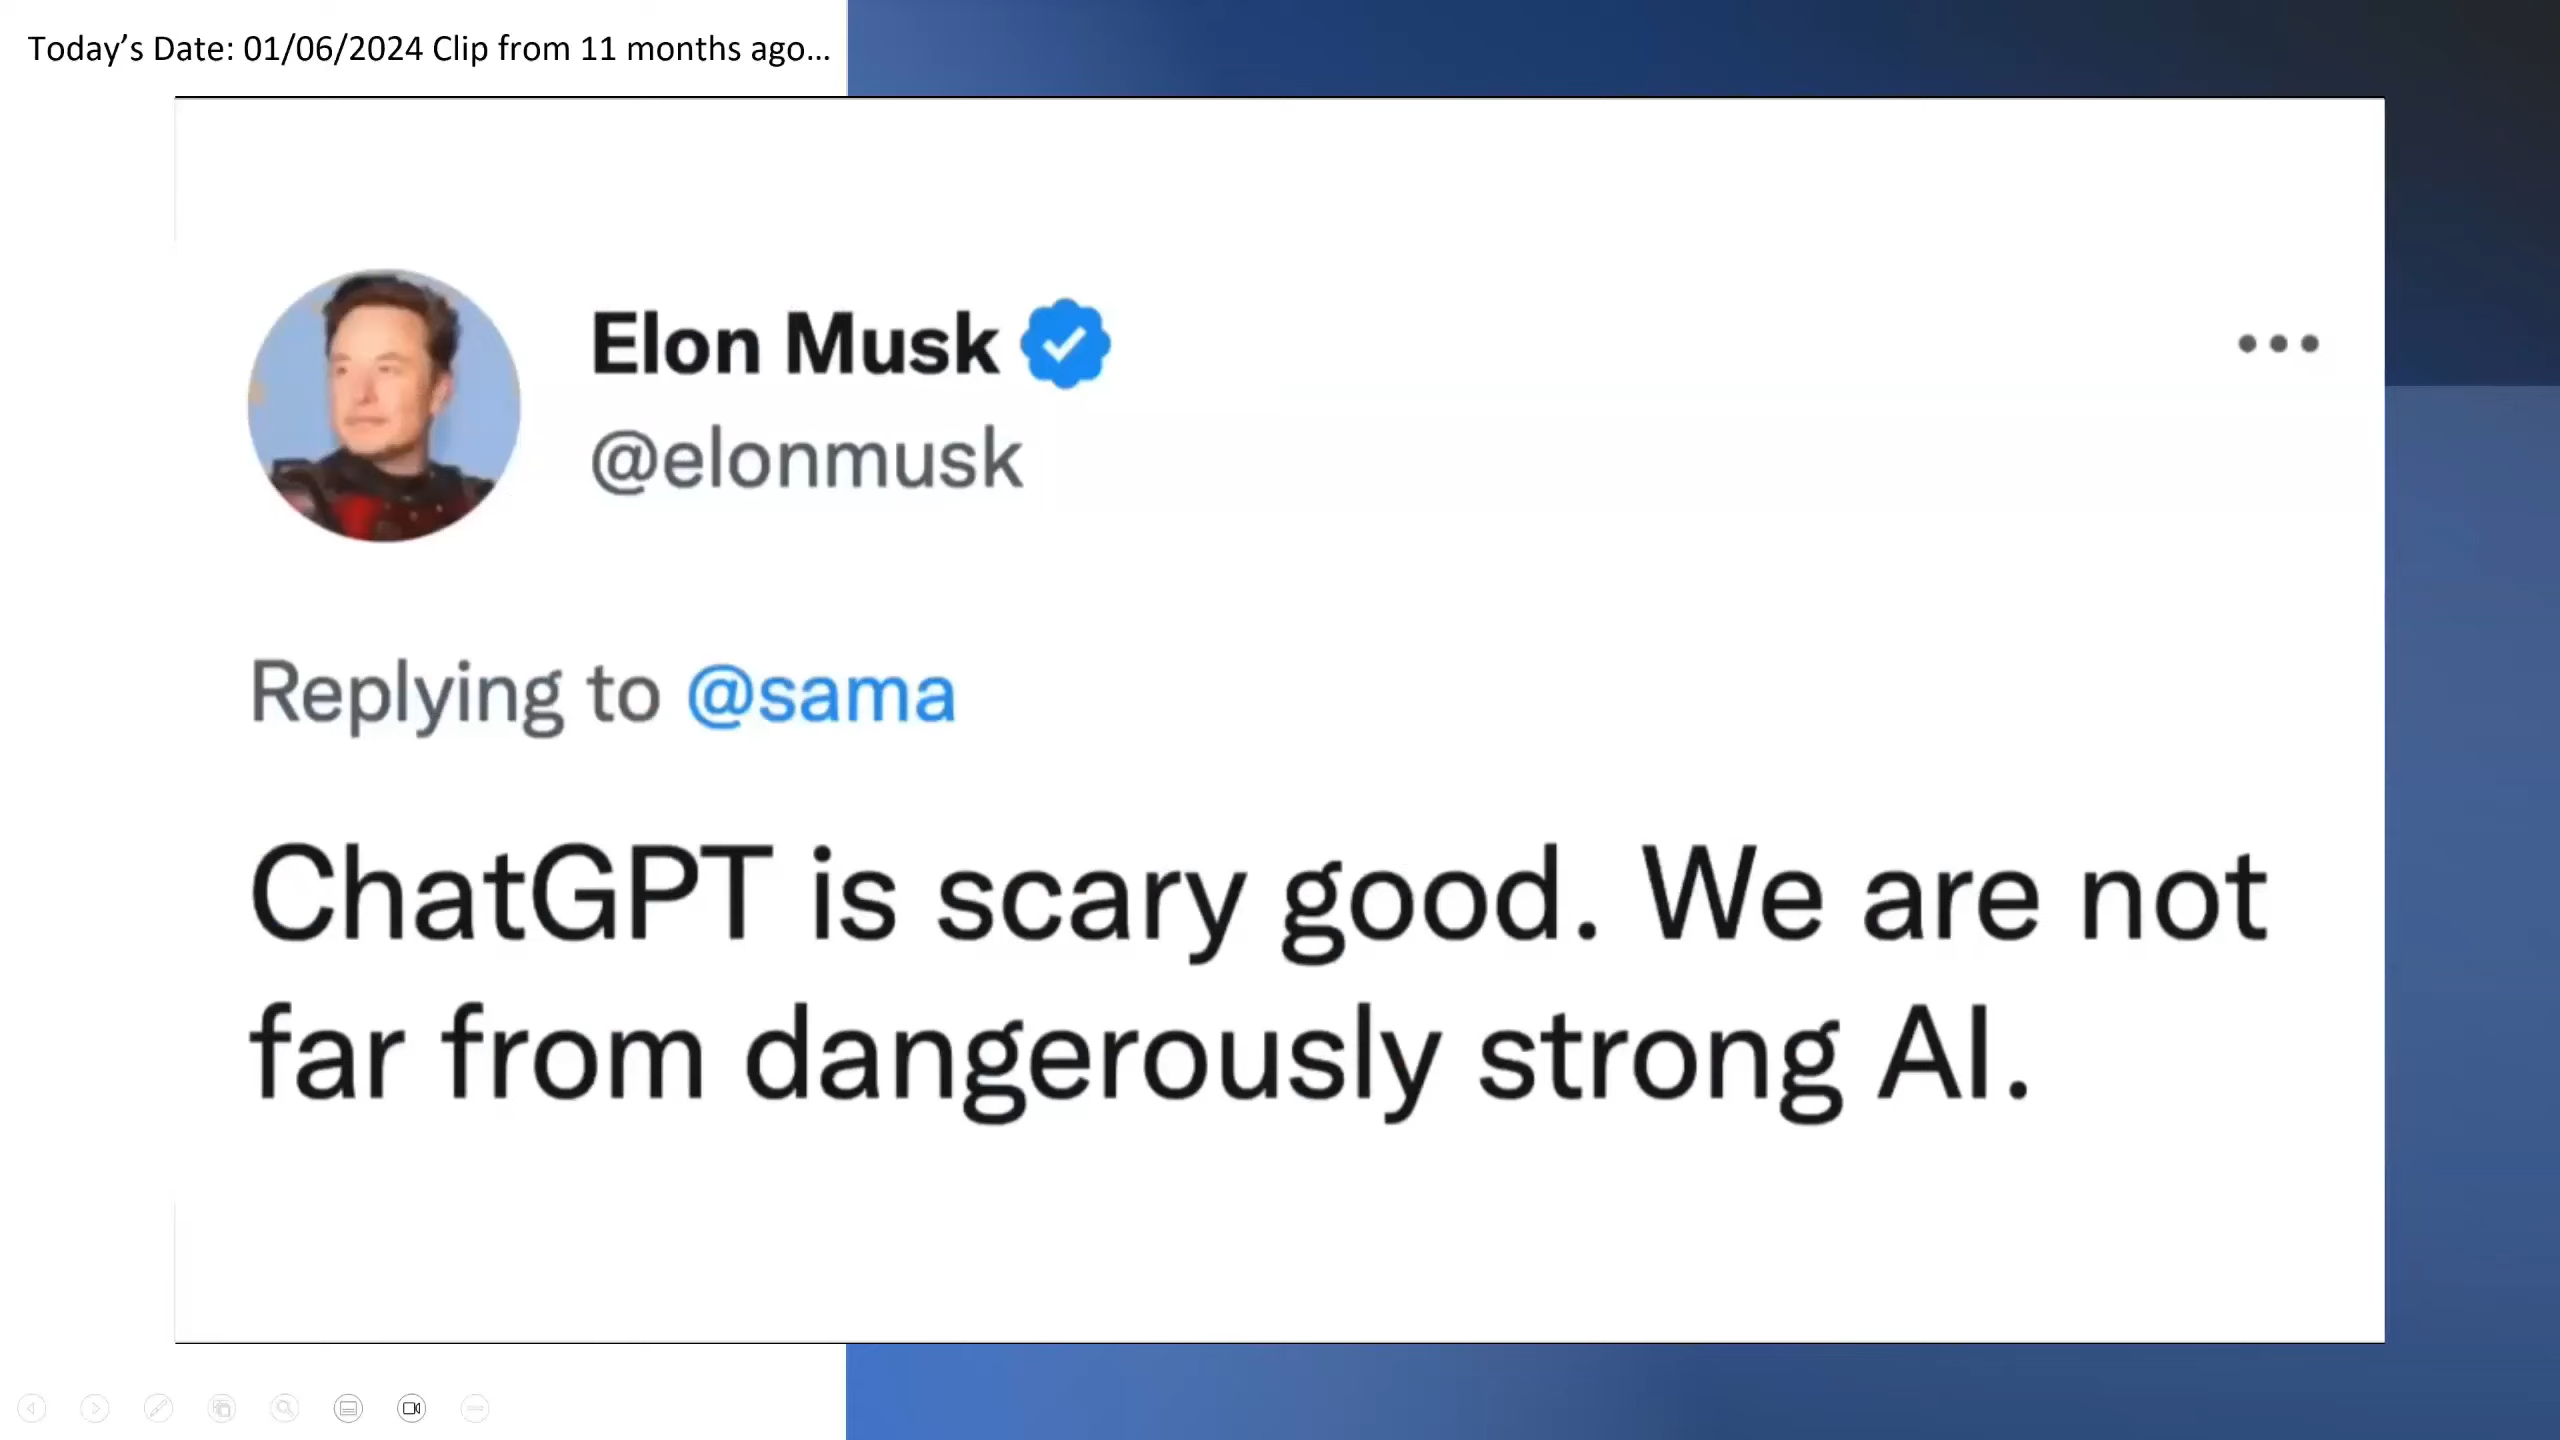 Today’s Date: 01/06/2024 Clip from 11 months ago...
Elon Musk
@elonmusk
Replying to @sama
ChatGPT is scary good. We are not
far from dangerously strong AI.